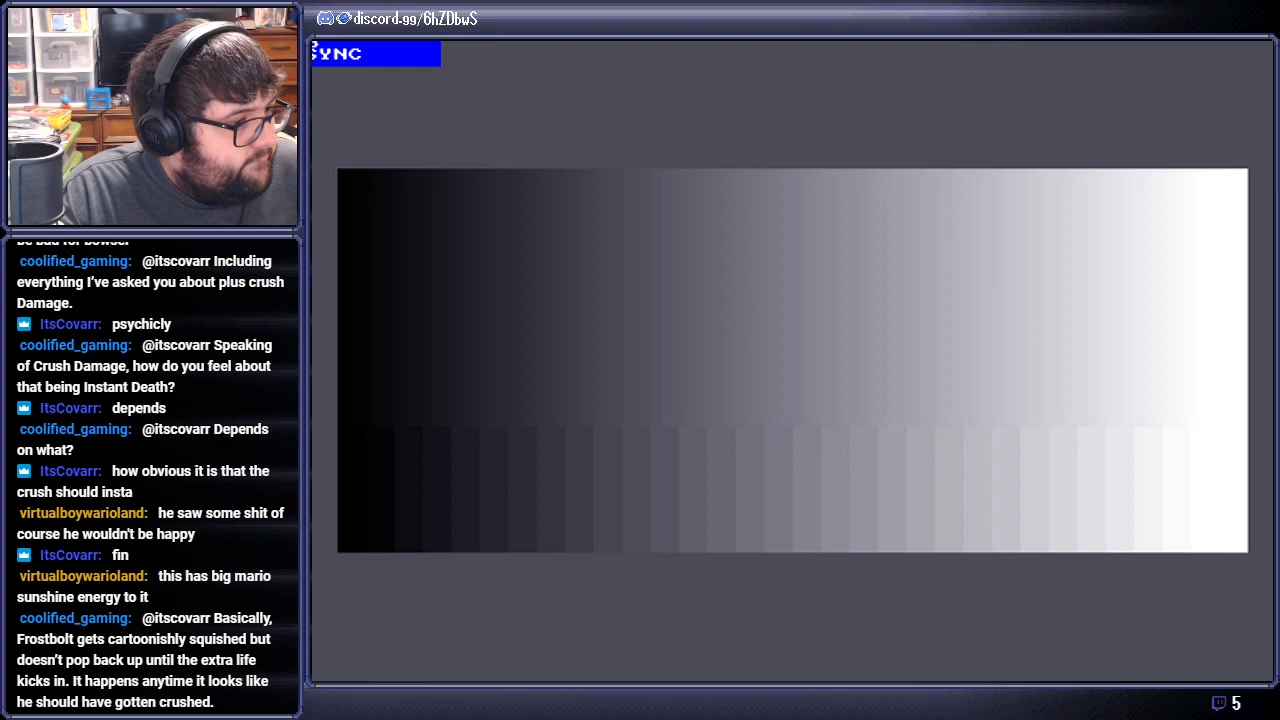 discord.gg/6hZDbwS
SYNC
coolified_gaming: @itscovarr Including
everything I've asked you about plus crush
Damage.
ItsCovarr: psychicly
coolified_gaming: @itscovarr Speaking
of Crush Damage, how do you feel about
that being Instant Death?
ItsCovarr: depends
coolified_gaming: @itscovarr Depends
on what?
ItsCovarr: how obvious it is that the
crush should insta
virtualboywarioland: he saw some shit of
course he wouldn't be happy
ItsCovarr: fin
virtualboywarioland: this has big mario
sunshine energy to it
coolified_gaming: @itscovarr Basically,
Frostbolt gets cartoonishly squished but
doesn't pop back up until the extra life
kicks in. It happens anytime it looks like
he should have gotten crushed.
5